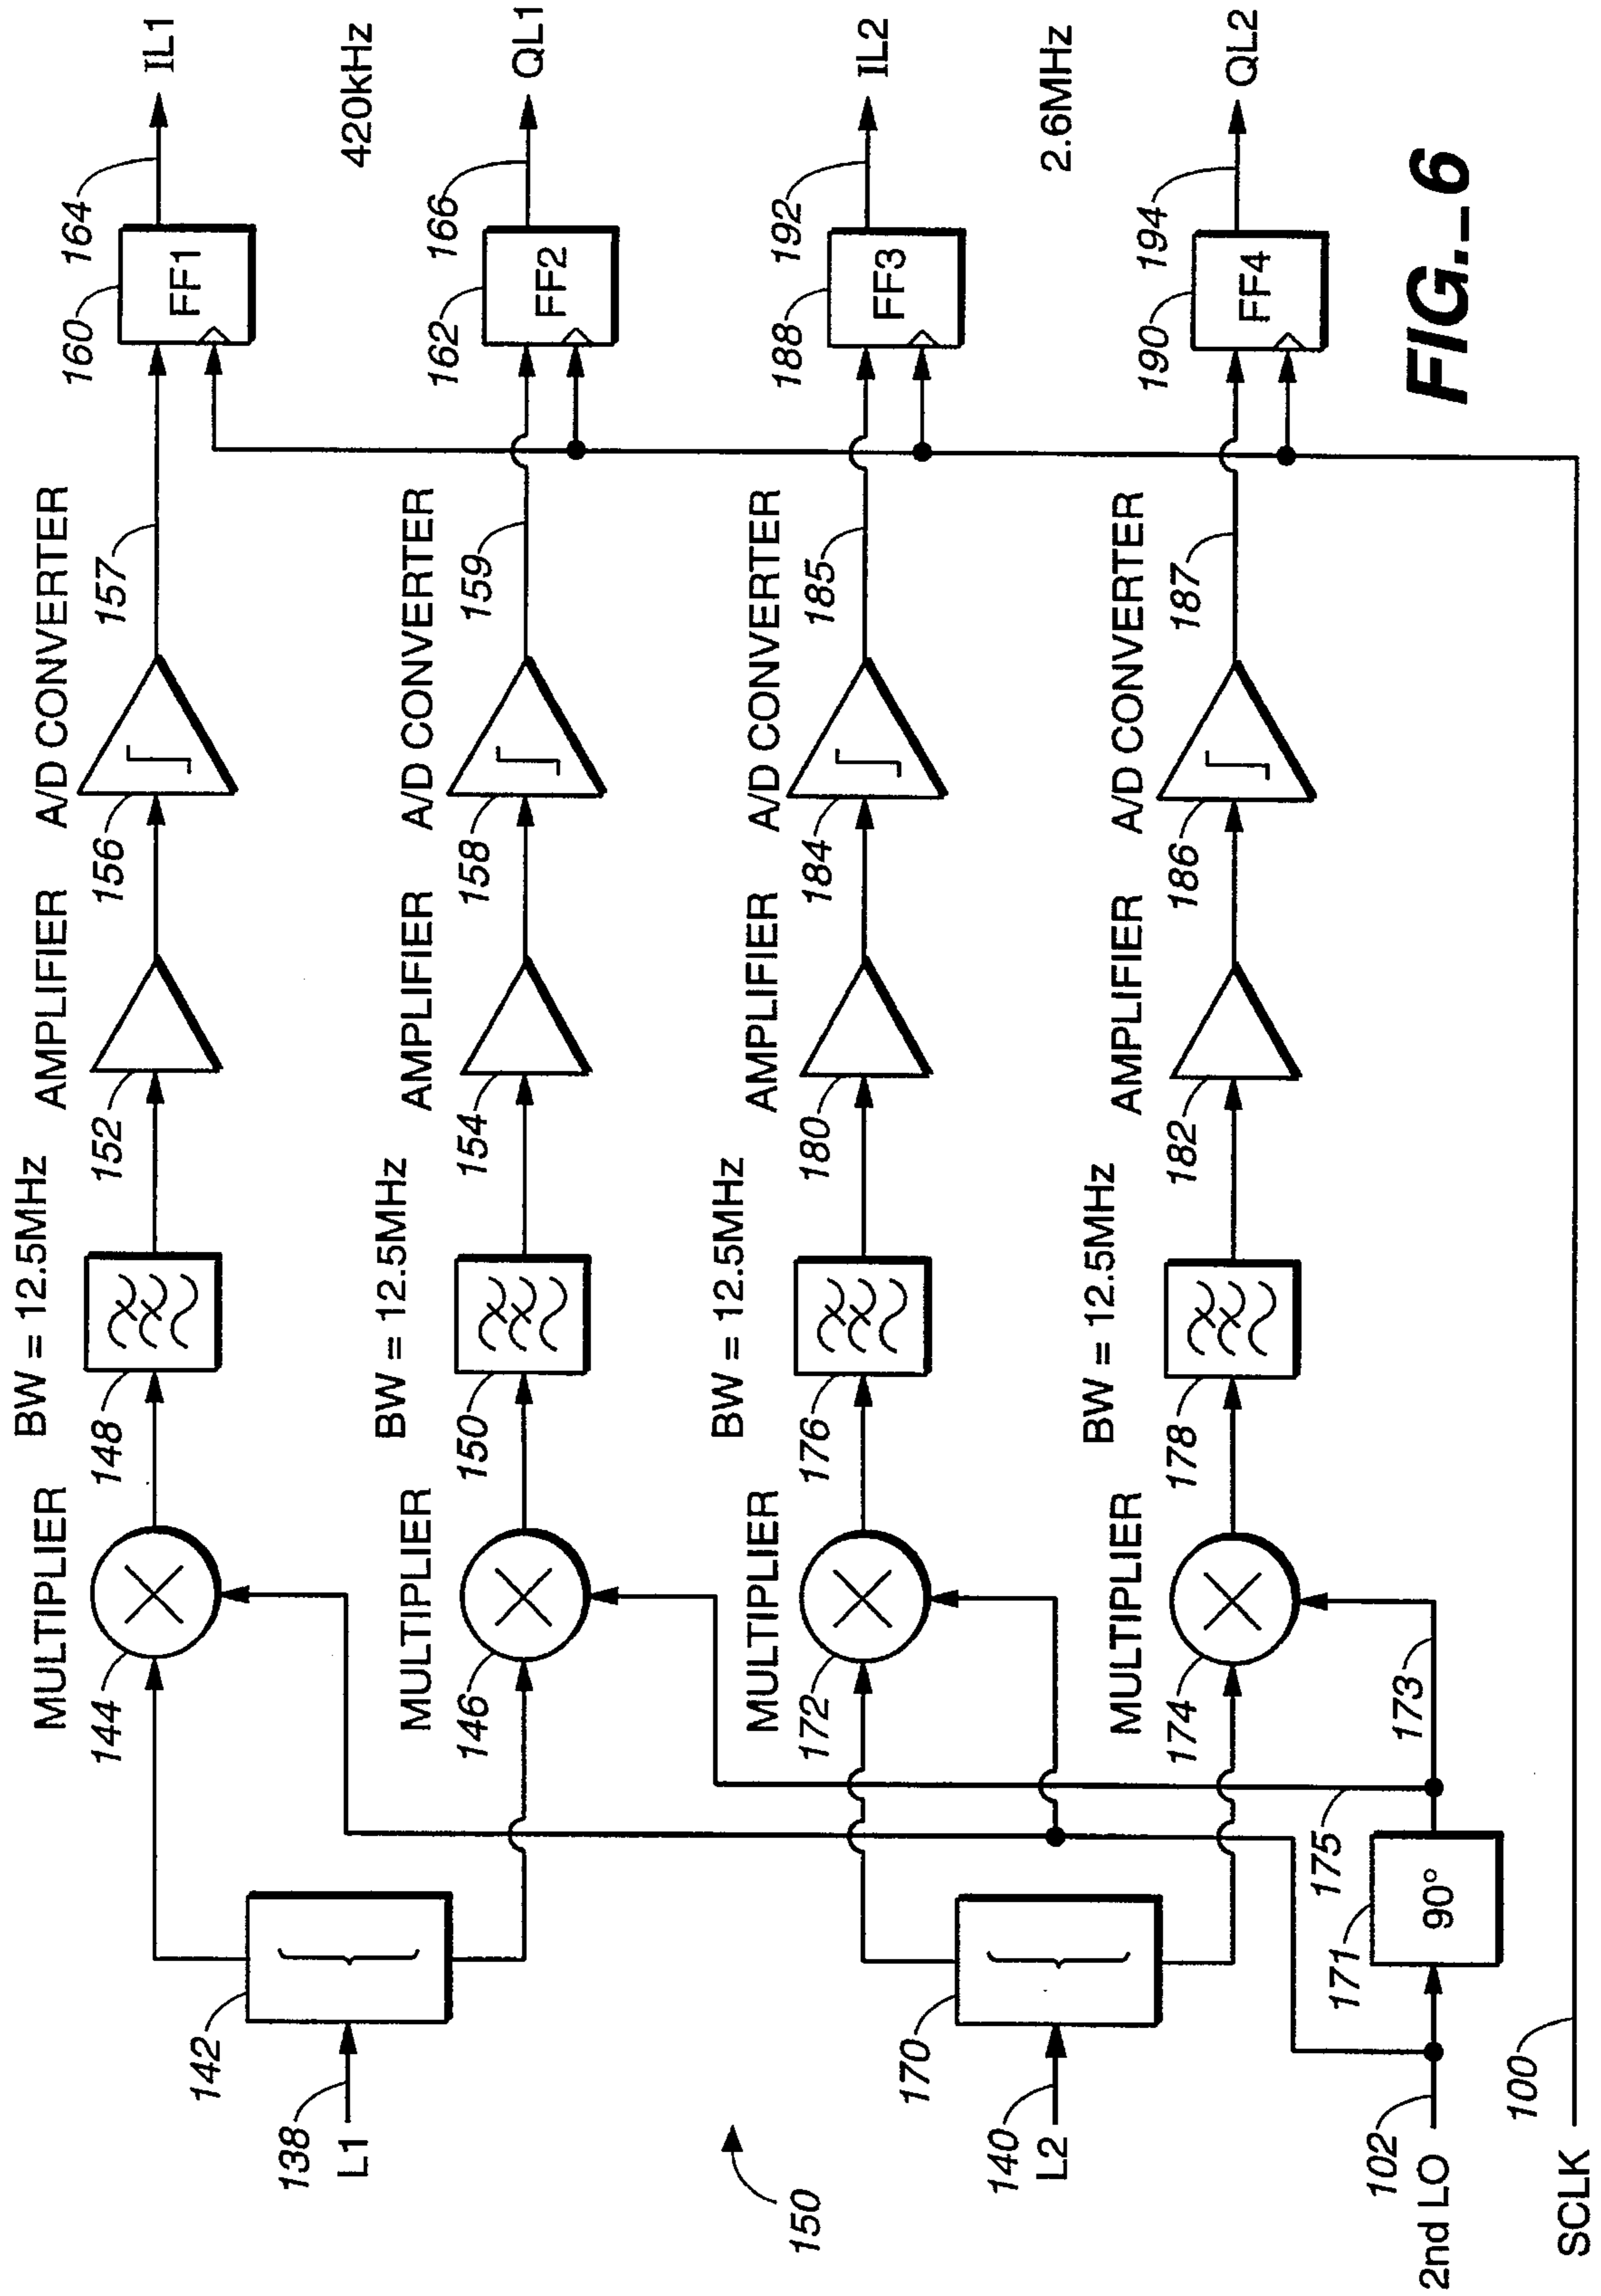 MULTIPLIER
BW = 12.5MHz
AMPLIFIER
A/D CONVERTER
144
148
152
156
157
160
164
FF1
IL1
142
138
L1
420kHz
MULTIPLIER
BW = 12.5MHz
AMPLIFIER
A/D CONVERTER
146
150
154
158
159
162
166
FF2
QL1
MULTIPLIER
BW = 12.5MHz
AMPLIFIER
A/D CONVERTER
172
176
180
184
185
188
192
FF3
IL2
150
170
140
L2
2.6MHz
MULTIPLIER
BW = 12.5MHz
AMPLIFIER
A/D CONVERTER
174
178
182
186
187
190
194
FF4
QL2
171
175
173
90°
102
2nd LO
100
SCLK
FIG._6